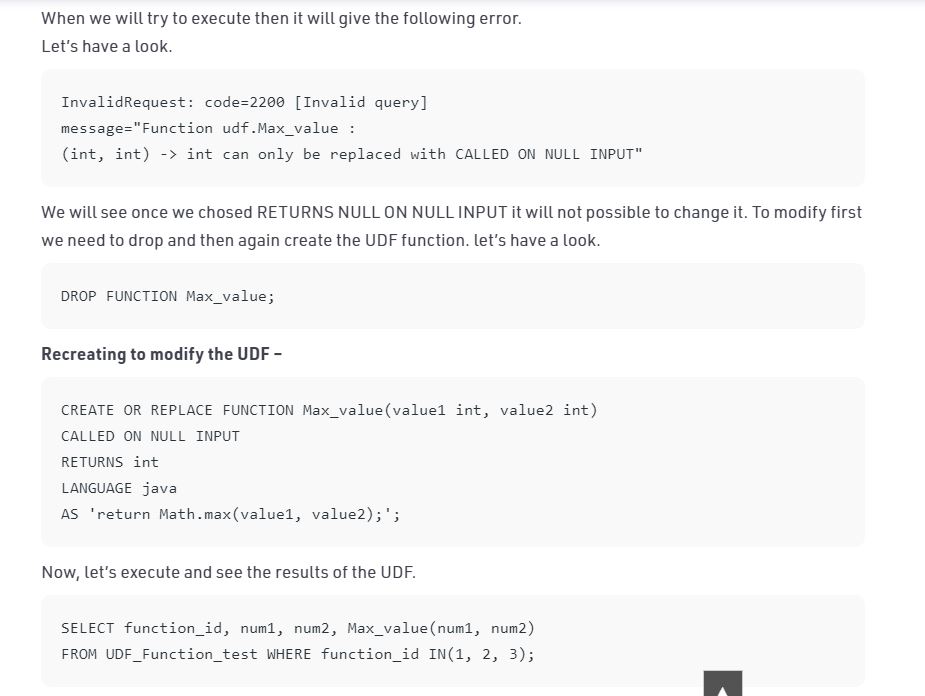 When we will try to execute then it will give the following error.
Let's have a look.
InvalidRequest: code=2200 [Invalid query]
message="Function udf.Max_value :
(int, int) -> int can only be replaced with CALLED ON NULL INPUT"
We will see once we chosed RETURNS NULL ON NULL INPUT it will not possible to change it. To modify first
we need to drop and then again create the UDF function. let's have a look.
DROP FUNCTION Max_value;
Recreating to modify the UDF –
CREATE OR REPLACE FUNCTION Max_value(value1 int, value2 int)
CALLED ON NULL INPUT
RETURNS int
LANGUAGE java
AS 'return Math.max(value1, value2);';
Now, let's execute and see the results of the UDF.
SELECT function_id, num1, num2, Max_value(num1, num2)
FROM UDF_Function_test WHERE function_id IN(1, 2, 3);